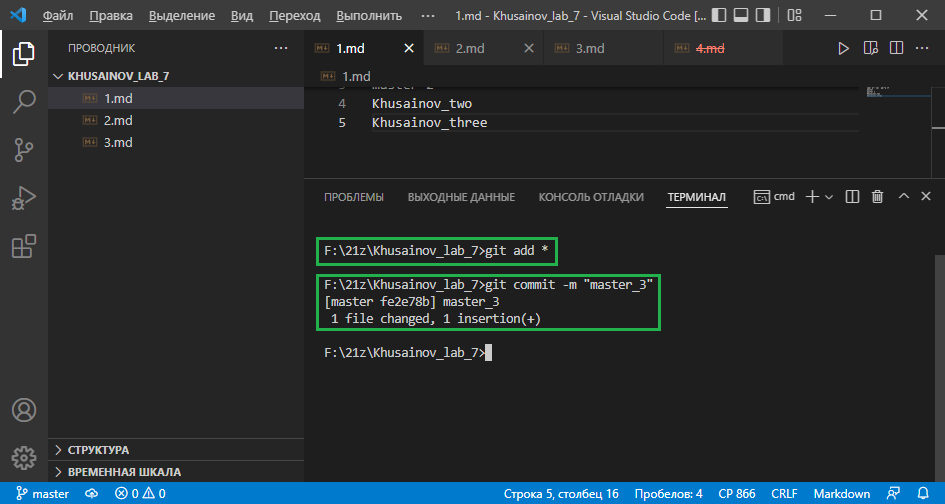 Файл Правка Выделение Вид Переход Выполнить ··· 1.md - Khusainov_lab_7 - Visual Studio Code [...
ПРОВОДНИК ···
KHUSAINOV_LAB_7
1.md
2.md
3.md
СТРУКТУРА
ВРЕМЕННАЯ ШКАЛА
1.md 2.md 3.md 4.md
1.md
4 Khusainov_two
5 Khusainov_three
ПРОБЛЕМЫ ВЫХОДНЫЕ ДАННЫЕ КОНСОЛЬ ОТЛАДКИ ТЕРМИНАЛ cmd
F:\21z\Khusainov_lab_7>git add *
F:\21z\Khusainov_lab_7>git commit -m "master_3"
[master fe2e78b] master_3
1 file changed, 1 insertion(+)
F:\21z\Khusainov_lab_7>
master 0 0 Строка 5, столбец 16 Пробелов: 4 CP 866 CRLF Markdown